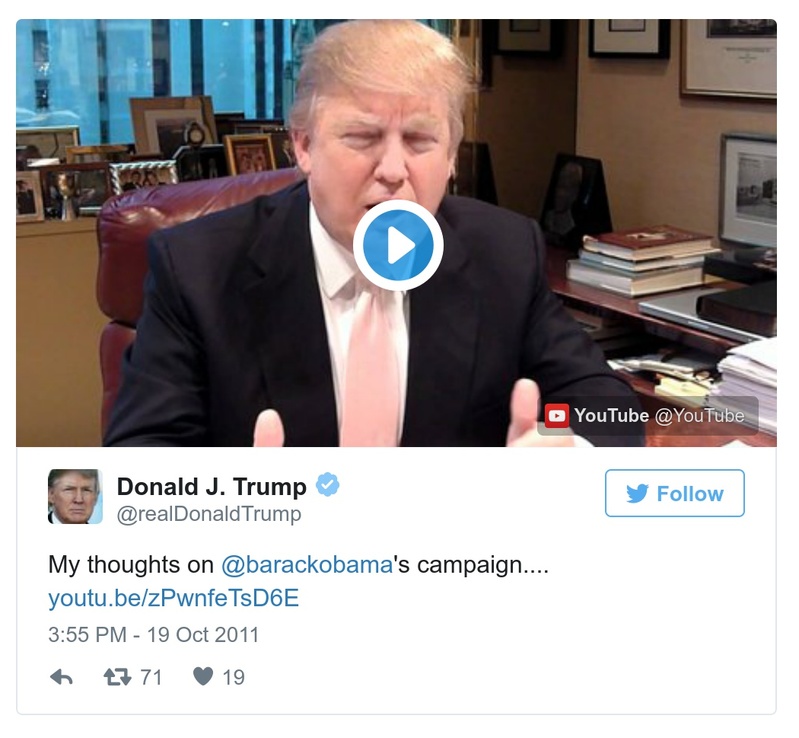 YouTube @YouTube
Donald J. Trump
Follow
@realDonaldTrump
My thoughts on @barackobama's campaign....
youtu.be/zPwnfeTsD6E
3:55 PM - 19 Oct 2011
71 19